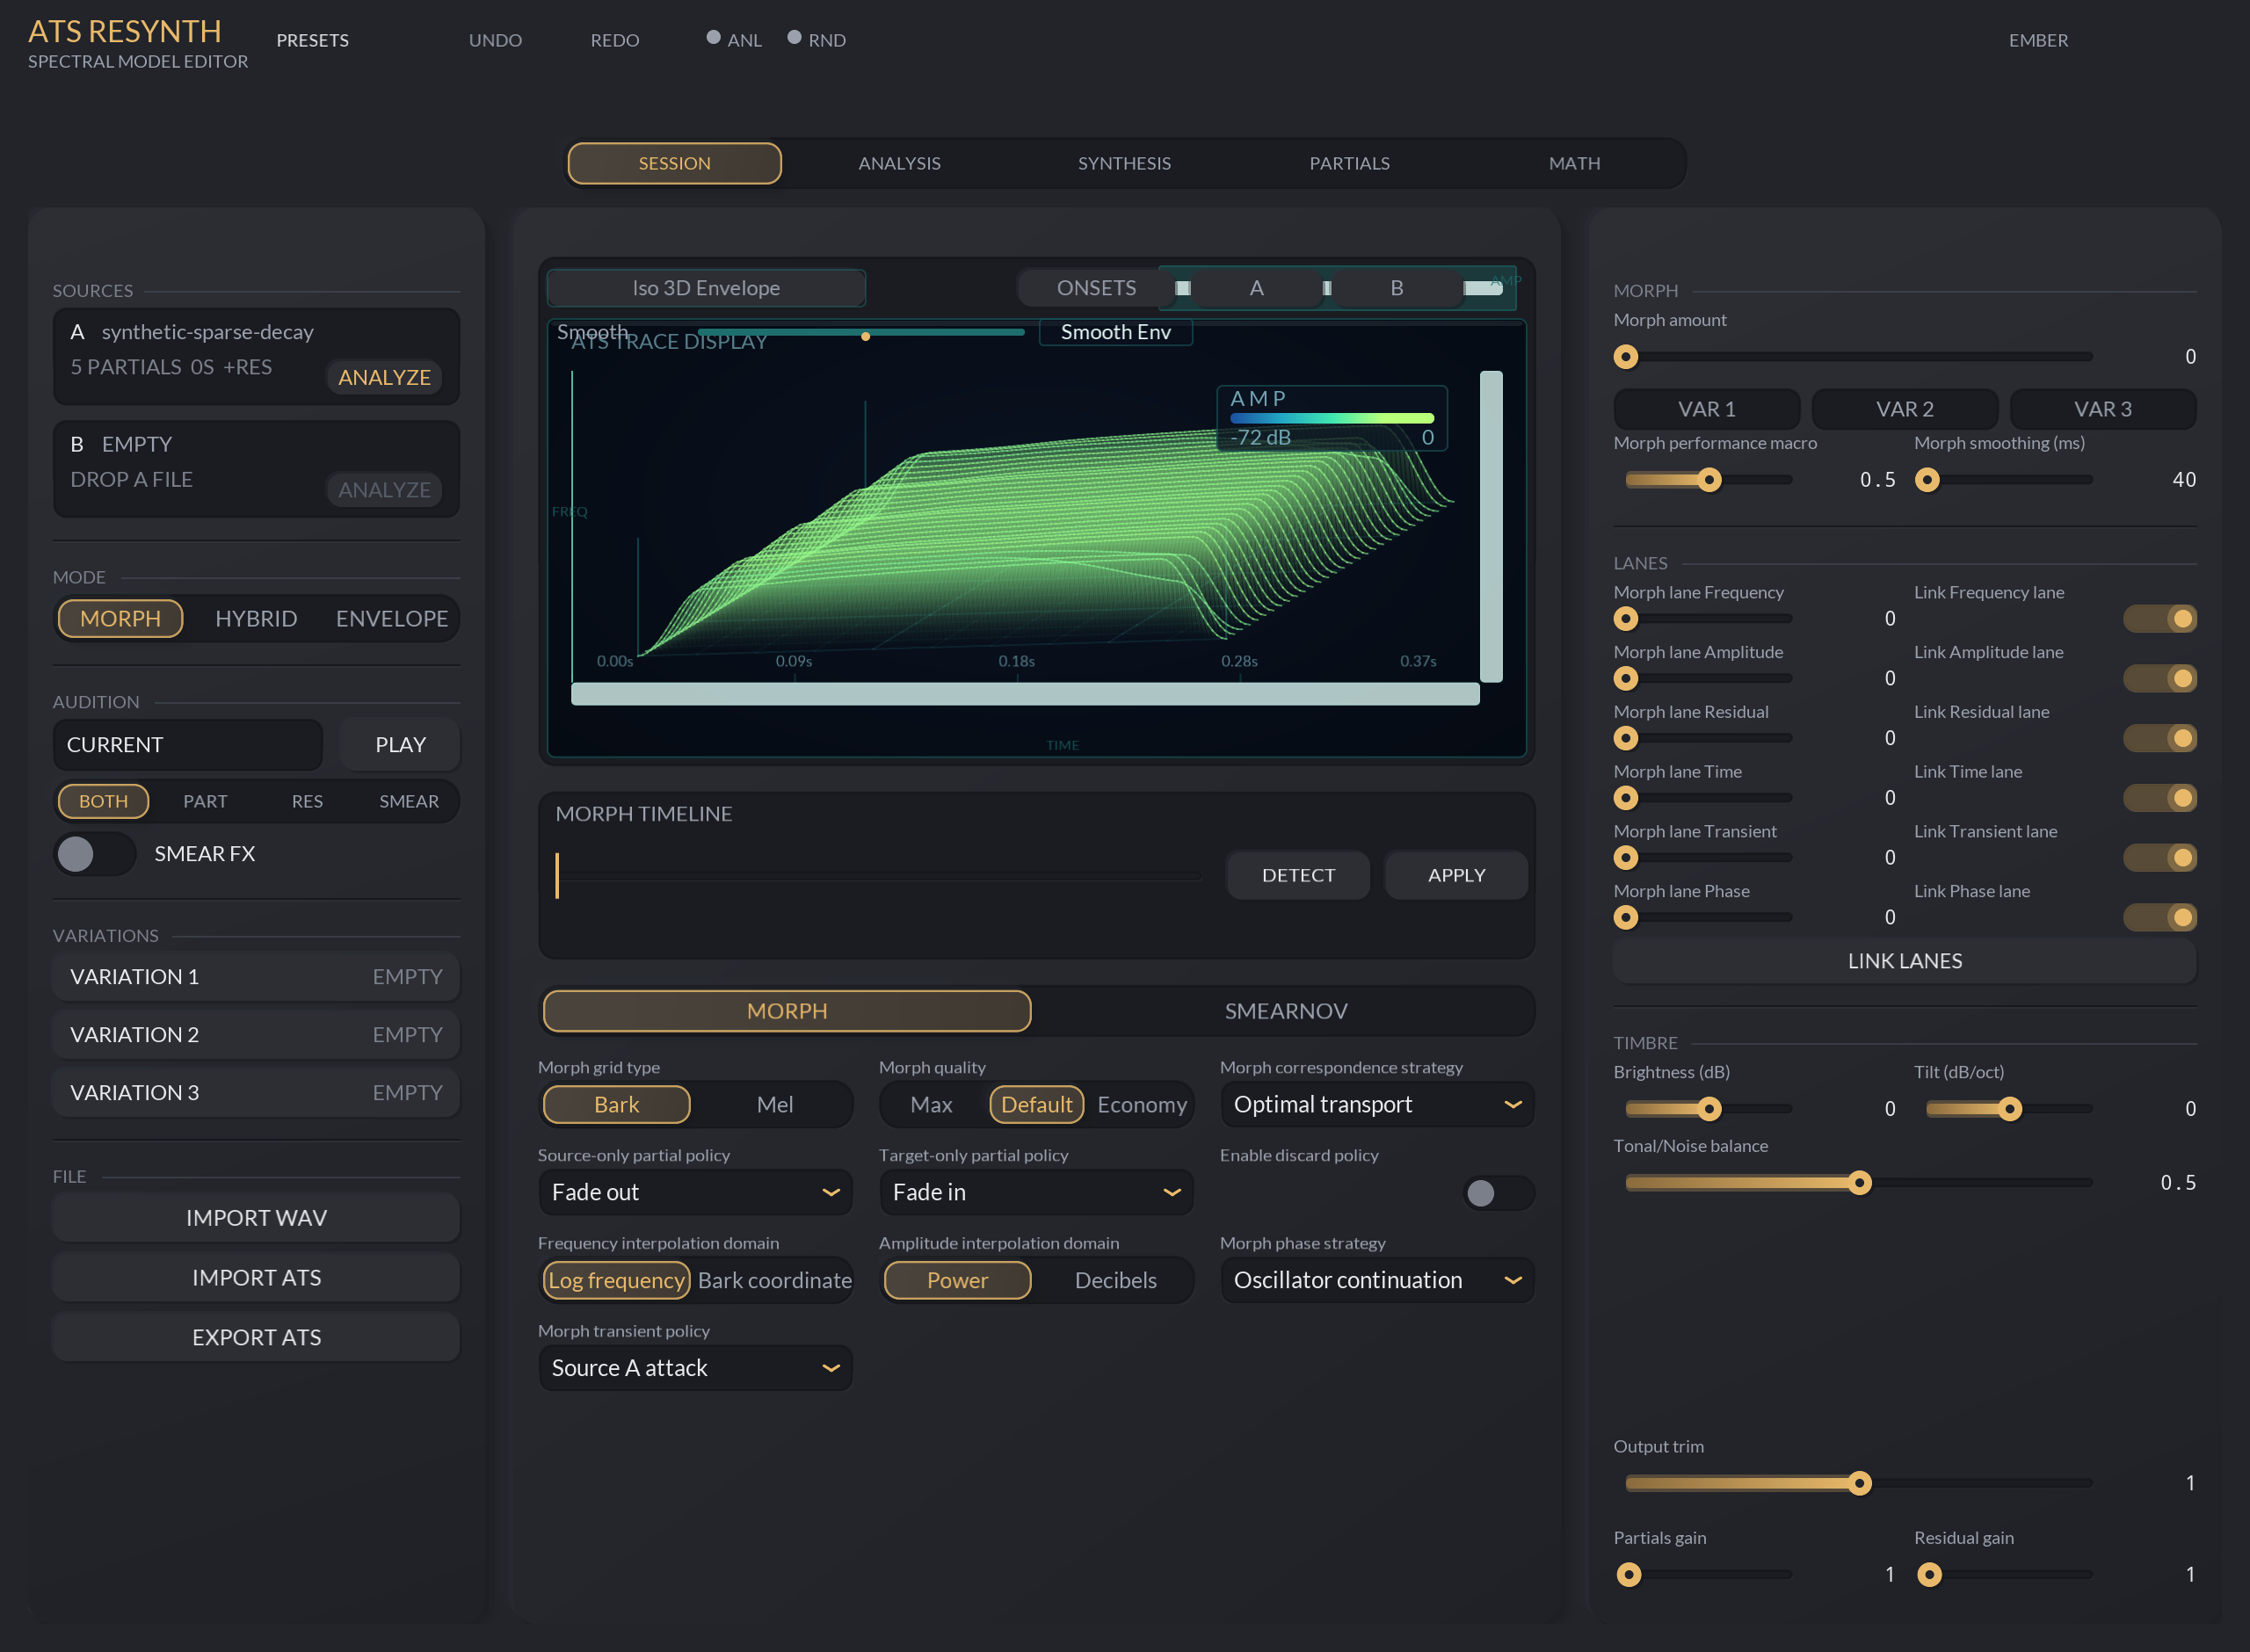 ATS RESYNTH
SPECTRAL MODEL EDITOR
PRESETS
UNDO
REDO
ANL
RND
EMBER
SESSION
ANALYSIS
SYNTHESIS
PARTIALS
MATH
SOURCES
A synthetic-sparse-decay
5 PARTIALS 0S +RES
ANALYZE
B EMPTY
DROP A FILE
ANALYZE
MODE
MORPH
HYBRID
ENVELOPE
AUDITION
CURRENT
PLAY
BOTH
PART
RES
SMEAR
SMEAR FX
VARIATIONS
VARIATION 1 EMPTY
VARIATION 2 EMPTY
VARIATION 3 EMPTY
FILE
IMPORT WAV
IMPORT ATS
EXPORT ATS
Iso 3D Envelope
ONSETS
A
B
AMP
Smooth
Smooth Env
ATS TRACE DISPLAY
AMP
-72 dB 0
FREQ
0.00s 0.09s 0.18s 0.28s 0.37s
TIME
MORPH TIMELINE
DETECT
APPLY
MORPH
SMEARNOV
Morph grid type
Bark
Mel
Morph quality
Max
Default
Economy
Morph correspondence strategy
Optimal transport
Source-only partial policy
Fade out
Target-only partial policy
Fade in
Enable discard policy
Frequency interpolation domain
Log frequency
Bark coordinate
Amplitude interpolation domain
Power
Decibels
Morph phase strategy
Oscillator continuation
Morph transient policy
Source A attack
MORPH
Morph amount
0
VAR 1
VAR 2
VAR 3
Morph performance macro
0.5
Morph smoothing (ms)
40
LANES
Morph lane Frequency
0
Link Frequency lane
Morph lane Amplitude
0
Link Amplitude lane
Morph lane Residual
0
Link Residual lane
Morph lane Time
0
Link Time lane
Morph lane Transient
0
Link Transient lane
Morph lane Phase
0
Link Phase lane
LINK LANES
TIMBRE
Brightness (dB)
0
Tilt (dB/oct)
0
Tonal/Noise balance
0.5
Output trim
1
Partials gain
1
Residual gain
1